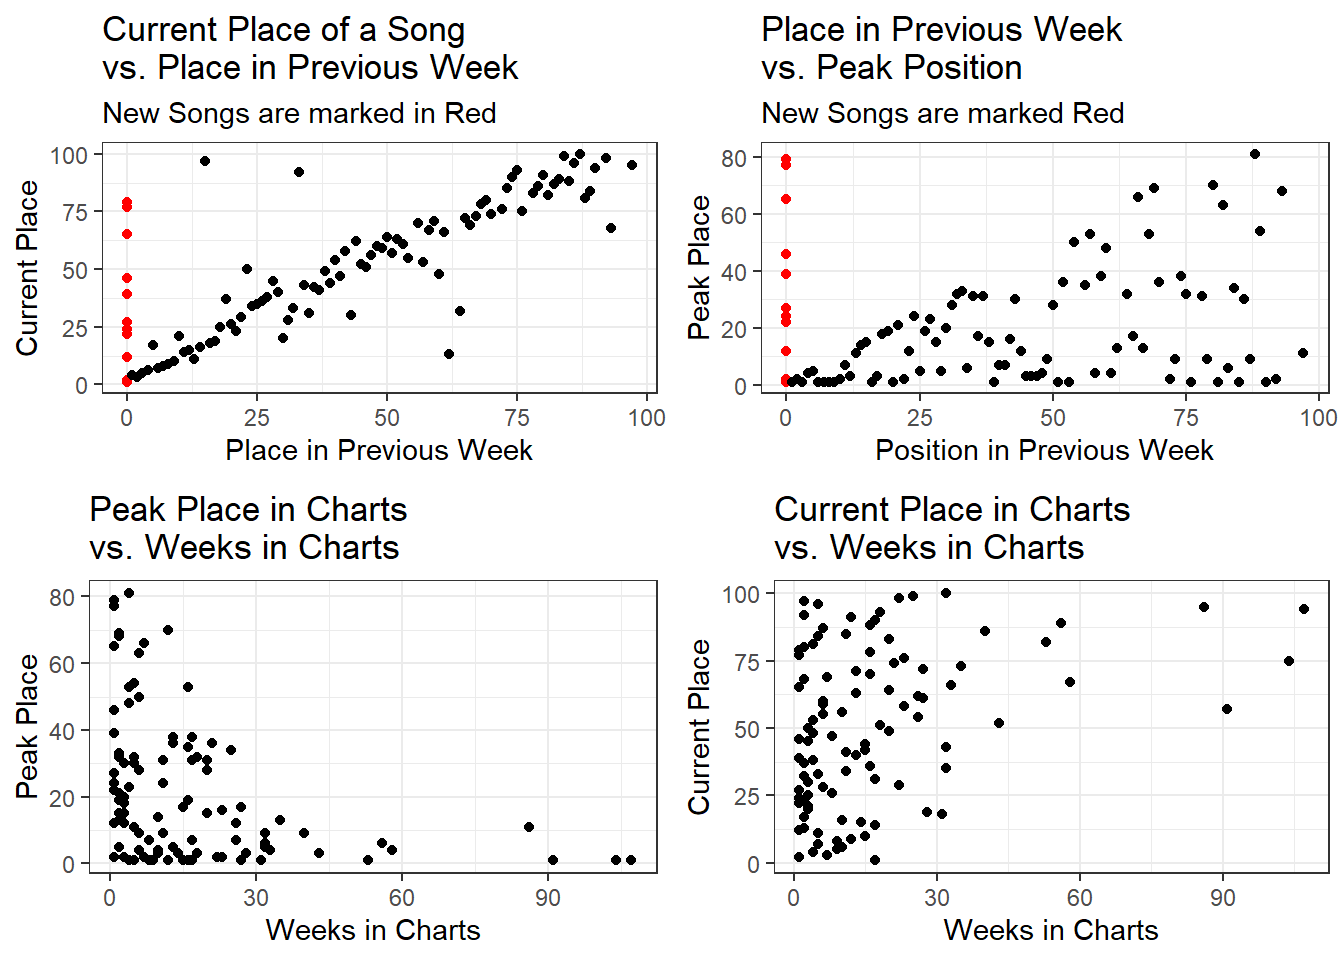 Current Place of a Song
vs. Place in Previous Week
New Songs are marked in Red
100
75
50
25
0
Current Place
0 25 50 75 100
Place in Previous Week
Place in Previous Week
vs. Peak Position
New Songs are marked Red
80
60
40
20
0
Peak Place
0 25 50 75 100
Position in Previous Week
Peak Place in Charts
vs. Weeks in Charts
80
60
40
20
0
Peak Place
0 30 60 90
Weeks in Charts
Current Place in Charts
vs. Weeks in Charts
100
75
50
25
0
Current Place
0 30 60 90
Weeks in Charts